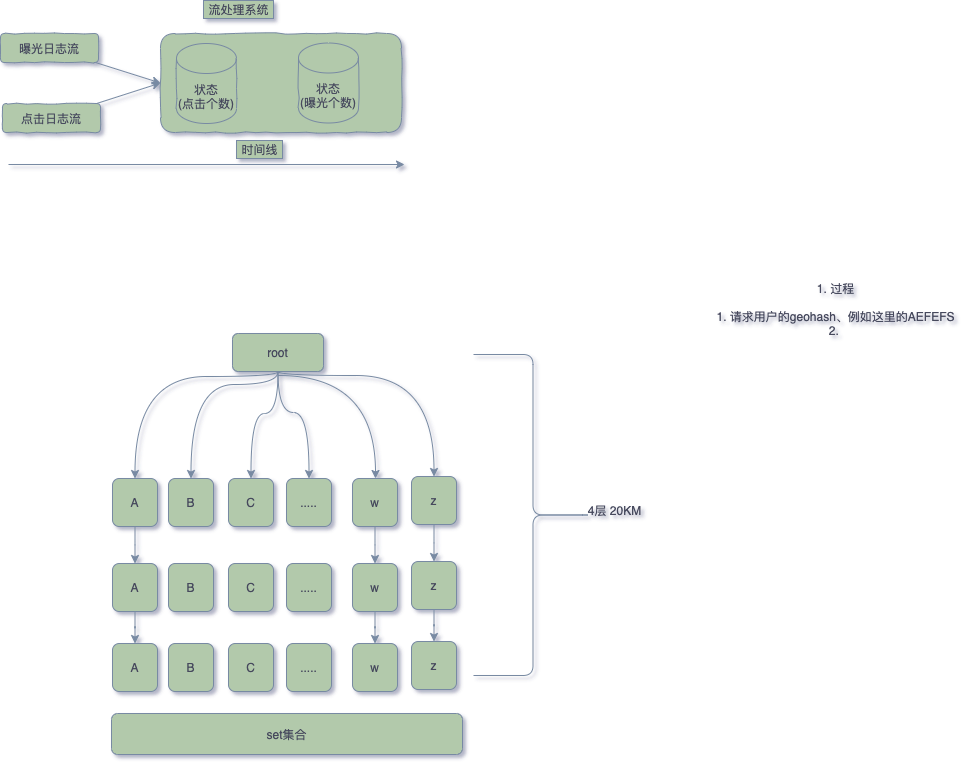 流处理系统
曝光日志流
点击日志流
状态
(点击个数)
状态
(曝光个数)
时间线
1. 过程
1. 请求用户的geohash、例如这里的AEFEFS
2.
root
A
B
C
.....
w
z
4层 20KM
A
B
C
.....
w
z
A
B
C
.....
w
z
set集合